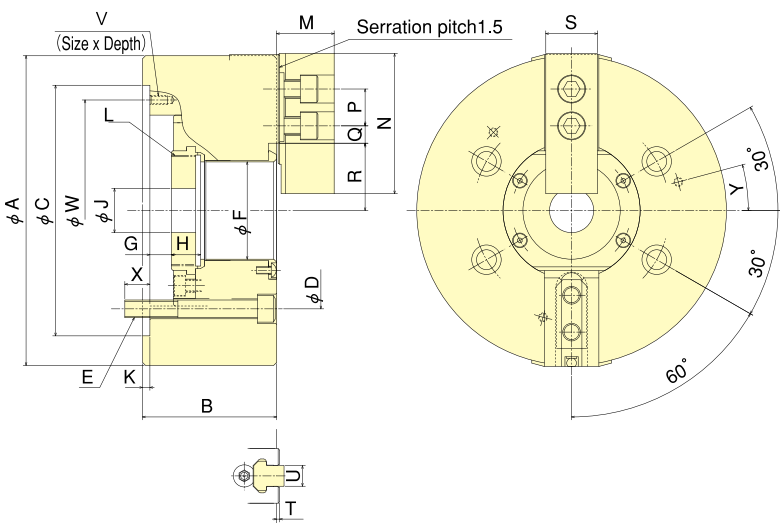 V
(Size x Depth)
M
Serration pitch1.5
S
L
P
Q
N
R
φA
φC
φW
φJ
φF
G
H
X
φD
E
K
B
30°
Y
30°
60°
U
T